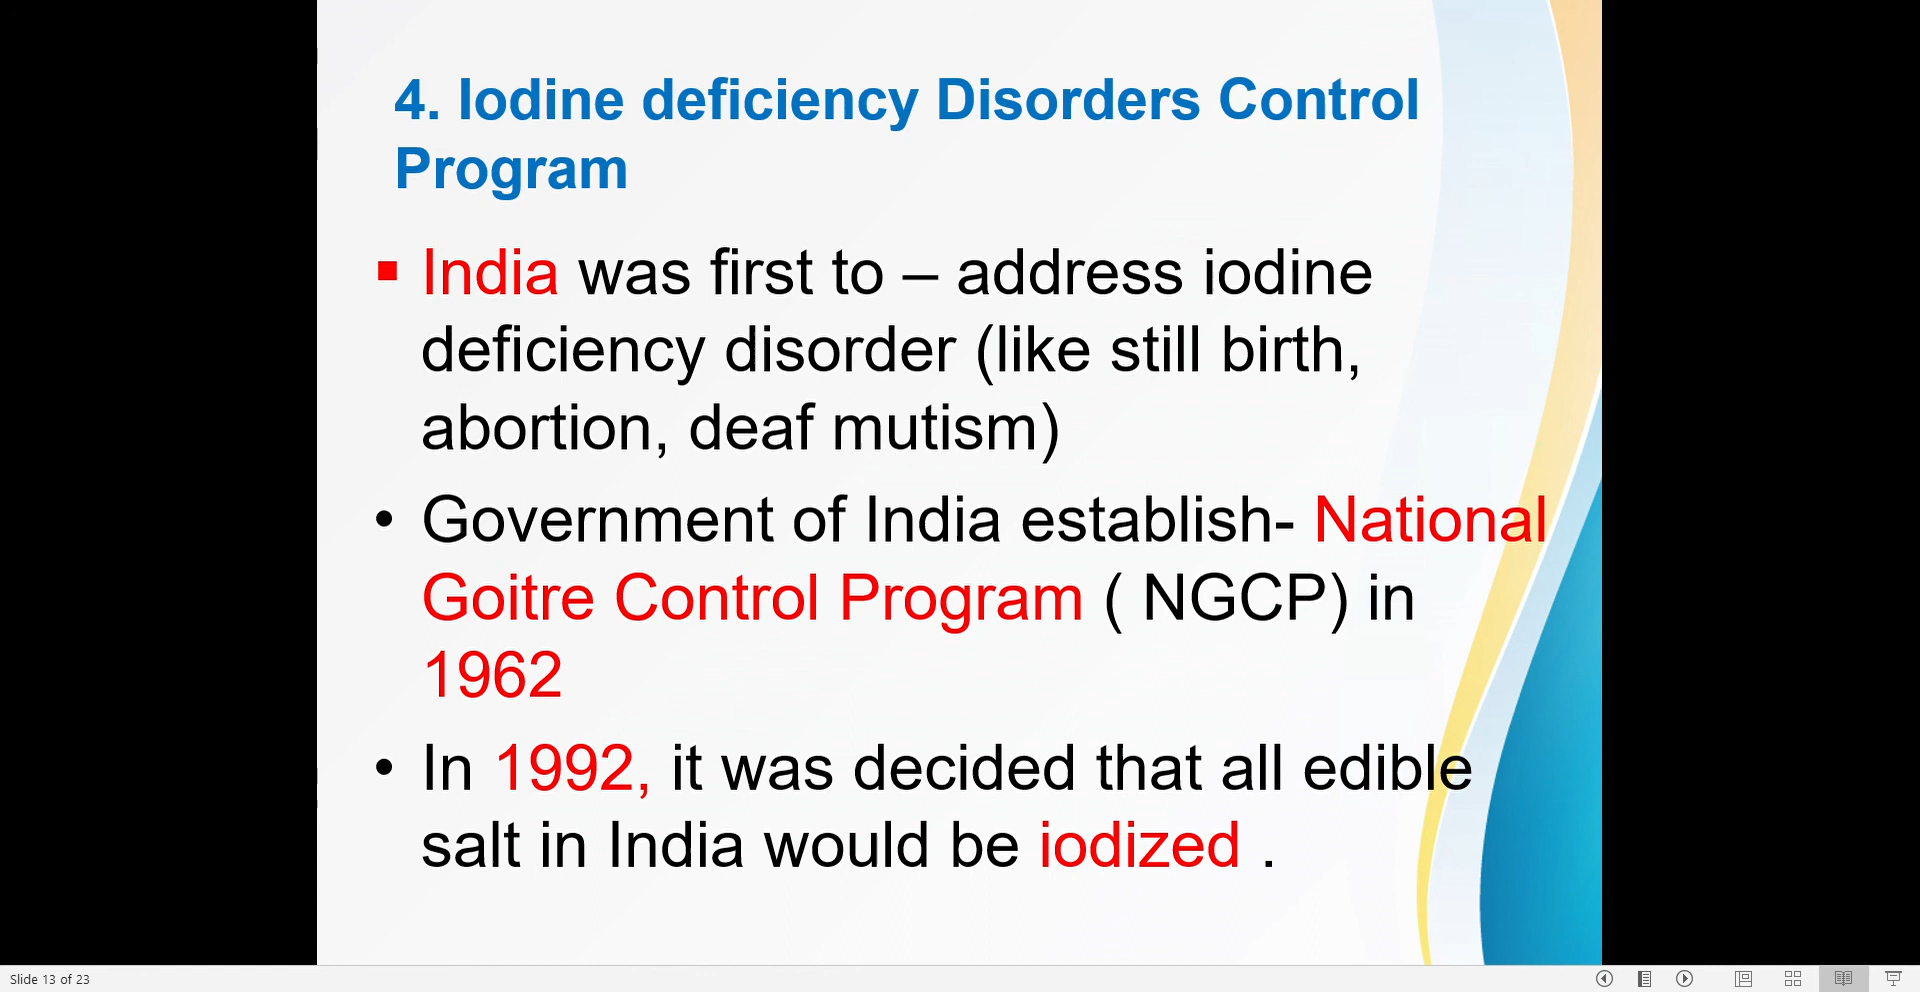 4. Iodine deficiency Disorders Control
Program
▪ India was first to – address iodine
deficiency disorder (like still birth,
abortion, deaf mutism)
• Government of India establish- National
Goitre Control Program ( NGCP) in
1962
• In 1992, it was decided that all edible
salt in India would be iodized .
Slide 13 of 23